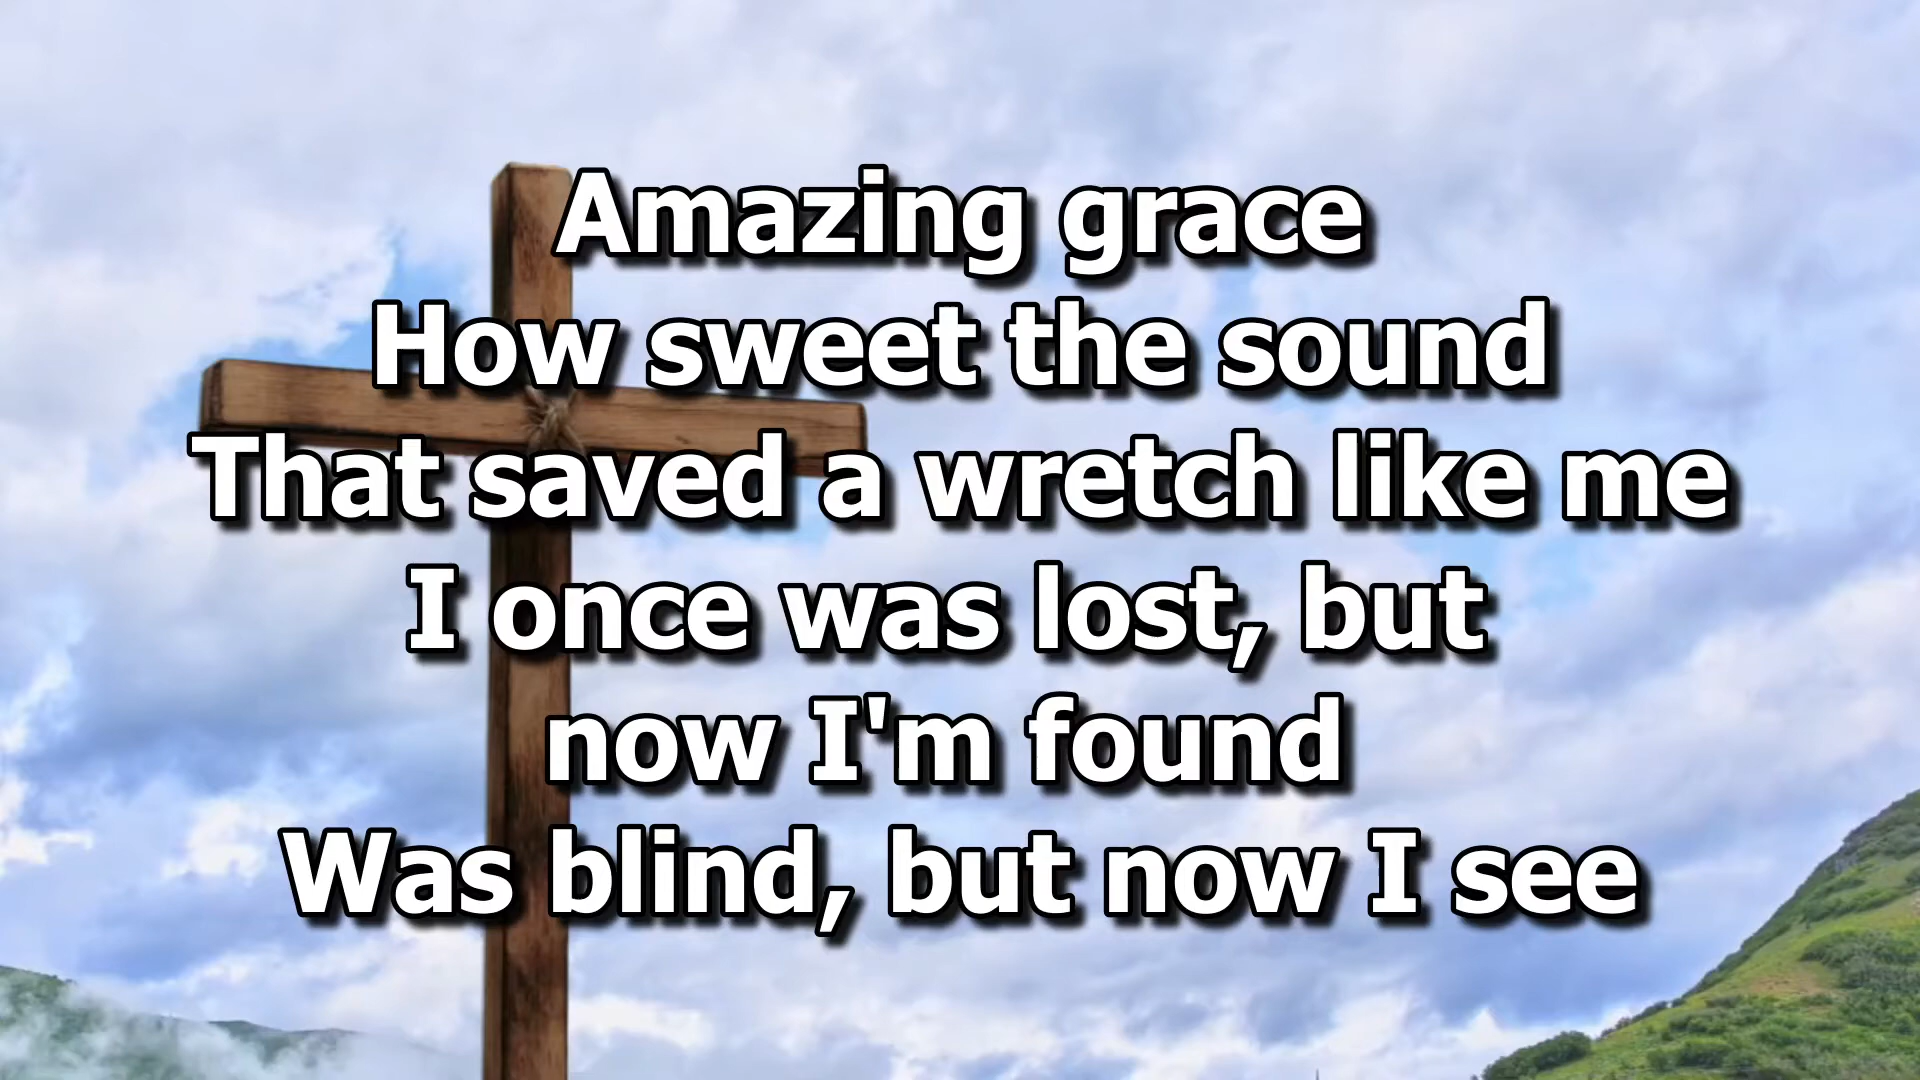 Amazing grace
How sweet the sound
That saved a wretch like me
I once was lost, but
now I'm found
Was blind, but now I see